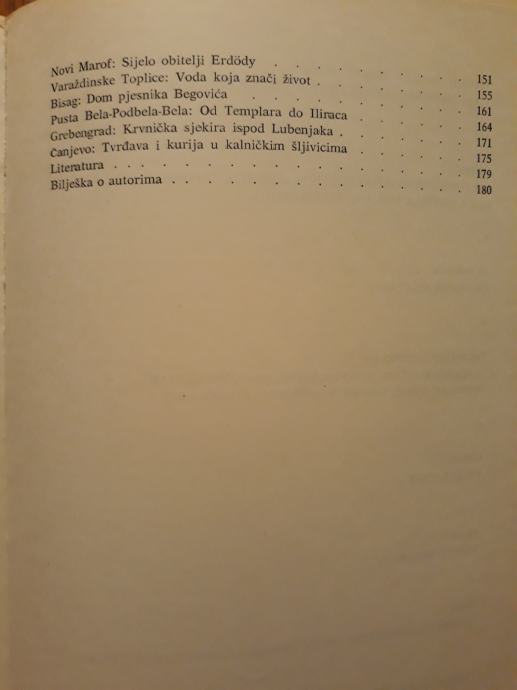 Novi Marof: Sijelo obitelji Erdödy . . . . . . . . . . 151
Varaždinske Toplice: Voda koja znači život . . . . . . . . 155
Bisag: Dom pjesnika Begovića . . . . . . . . . . 161
Pusta Bela-Podbela-Bela: Od Templara do Iliraca . . . . . . 164
Grebengrad: Krvnička sjekira ispod Lubenjaka . . . . . . . 171
Čanjevo: Tvrđava i kurija u kalničkim šljivicima . . . . . . 175
Literatura . . . . . . . . . . . . . . . . 179
Bilješka o autorima . . . . . . . . . . . . . 180